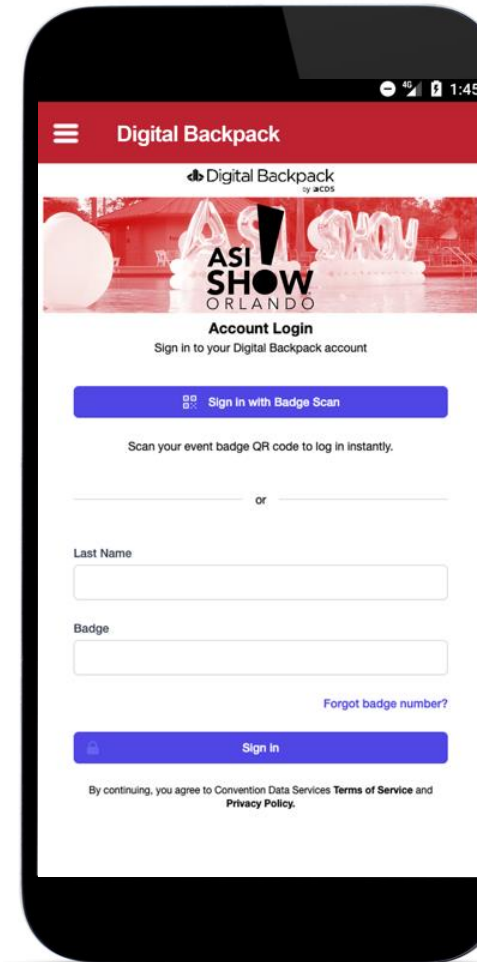 4G 1:45
Digital Backpack
Digital Backpack
by CDS
ASI SHOW
ASI
SHOW
ORLANDO
Account Login
Sign in to your Digital Backpack account
Sign in with Badge Scan
Scan your event badge QR code to log in instantly.
or
Last Name
Badge
Forgot badge number?
Sign in
By continuing, you agree to Convention Data Services Terms of Service and
Privacy Policy.